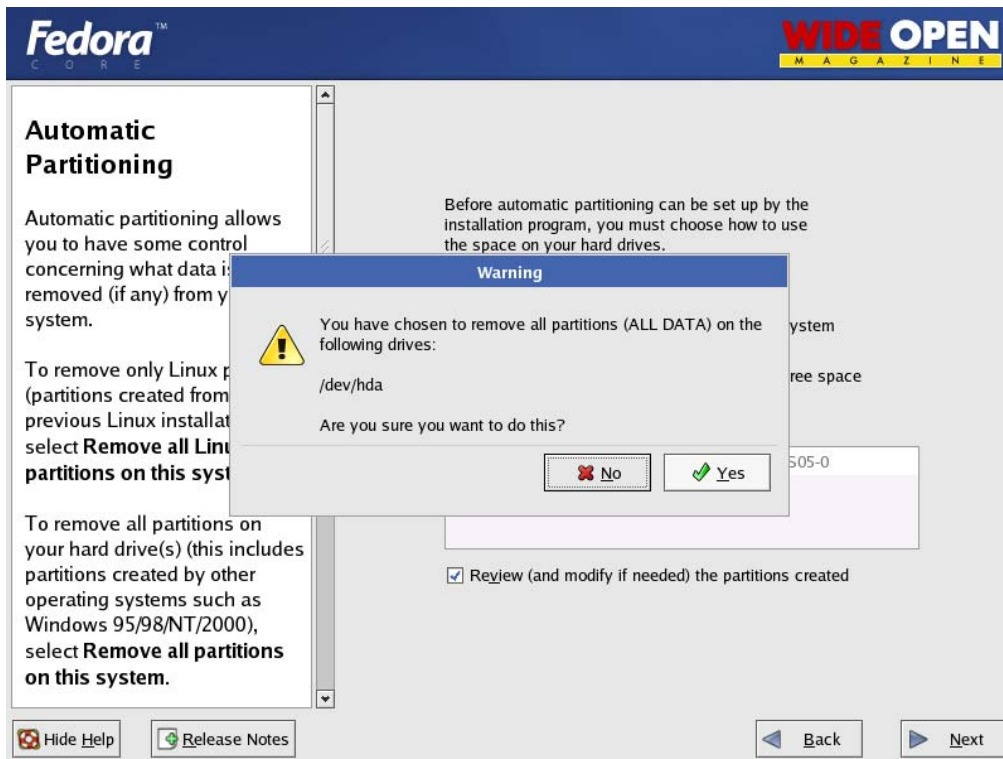 Fedora™
CORE
WIDE OPEN
MAGAZINE
Automatic
Partitioning
Automatic partitioning allows
you to have some control
concerning what data is
removed (if any) from y
system.
To remove only Linux p
(partitions created from
previous Linux installat
select Remove all Linu
partitions on this syst
To remove all partitions on
your hard drive(s) (this includes
partitions created by other
operating systems such as
Windows 95/98/NT/2000),
select Remove all partitions
on this system.
Before automatic partitioning can be set up by the
installation program, you must choose how to use
the space on your hard drives.
Warning
You have chosen to remove all partitions (ALL DATA) on the
following drives:
/dev/hda
Are you sure you want to do this?
No
Yes
ystem
ree space
S05-0
Review (and modify if needed) the partitions created
Hide Help
Release Notes
Back
Next